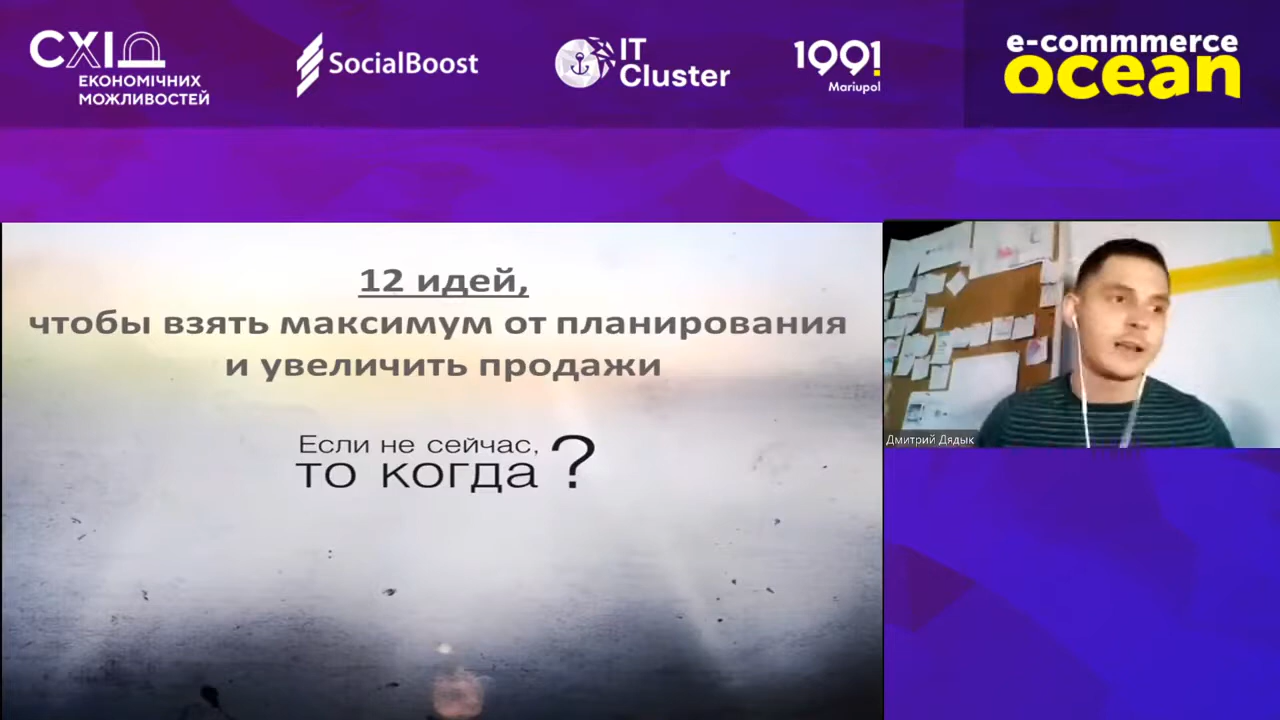 СХІД
ЕКОНОМІЧНИХ
МОЖЛИВОСТЕЙ
SocialBoost
IT
Cluster
1991
Mariupol
e-commmerce
ocean
12 идей,
чтобы взять максимум от планирования
и увеличить продажи
Если не сейчас,
то когда?
Дмитрий Дядык